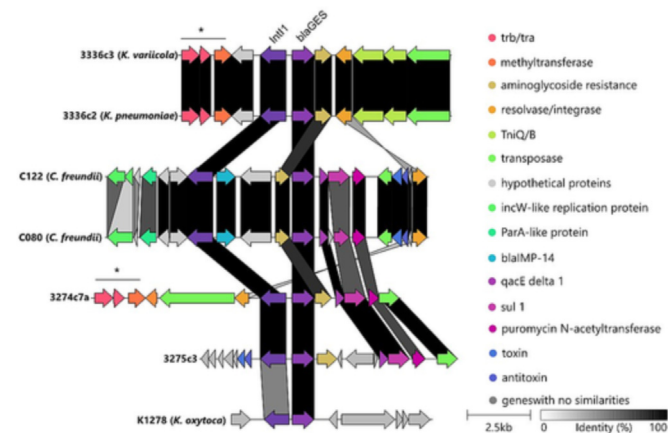 *
IntI1
blaGES
3336c3 (K. variicola)
3336c2 (K. pneumoniae)
C122 (C. freundii)
C080 (C. freundii)
*
3274c7a
3275c3
K1278 (K. oxytoca)
trb/tra
methyltransferase
aminoglycoside resistance
resolvase/integrase
TniQ/B
transposase
hypothetical proteins
incW-like replication protein
ParA-like protein
blaIMP-14
qacE delta 1
sul 1
puromycin N-acetyltransferase
toxin
antitoxin
geneswith no similarities
2.5kb
0 Identity (%) 100